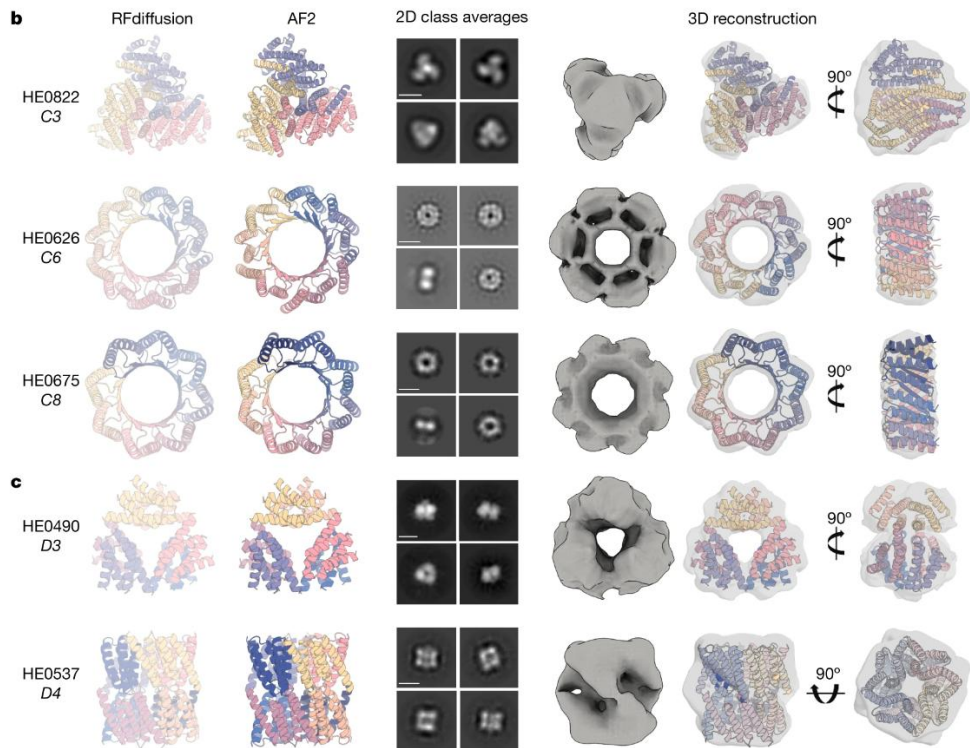 b
RFdiffusion AF2 2D class averages 3D reconstruction
HE0822
C3
90º
HE0626
C6
90º
HE0675
C8
90º
c
HE0490
D3
90º
HE0537
D4
90º